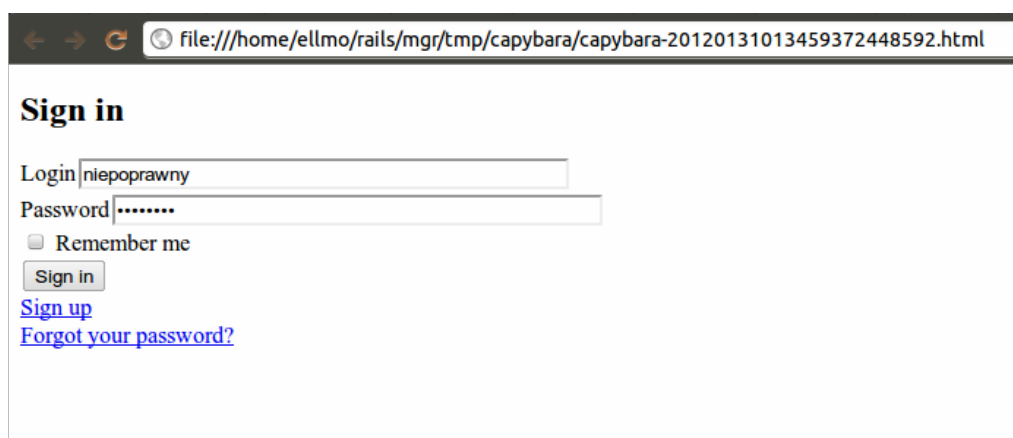 file:///home/ellmo/rails/mgr/tmp/capybara/capybara-20120131013459372448592.html
Sign in
Login niepoprawny
Password ••••••••
Remember me
Sign in
Sign up
Forgot your password?